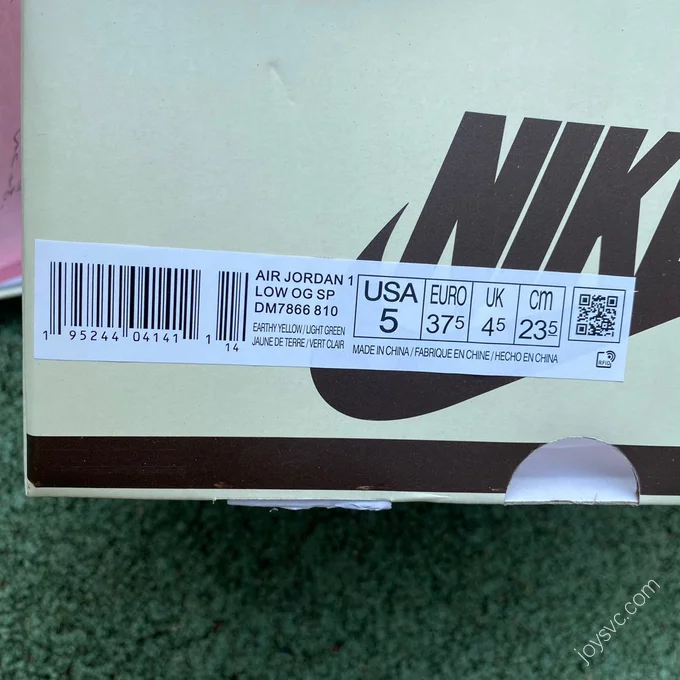 NIKE
AIR JORDAN 1
LOW OG SP
DM7866 810
EARTHY YELLOW/LIGHT GREEN
JAUNE DE TERRE/VERT CLAIR
1 95244 04141 1
14
USA
5
EURO
37.5
UK
4.5
cm
23.5
MADE IN CHINA / FABRIQUE EN CHINE / HECHO EN CHINA
RFID
joysvc.com